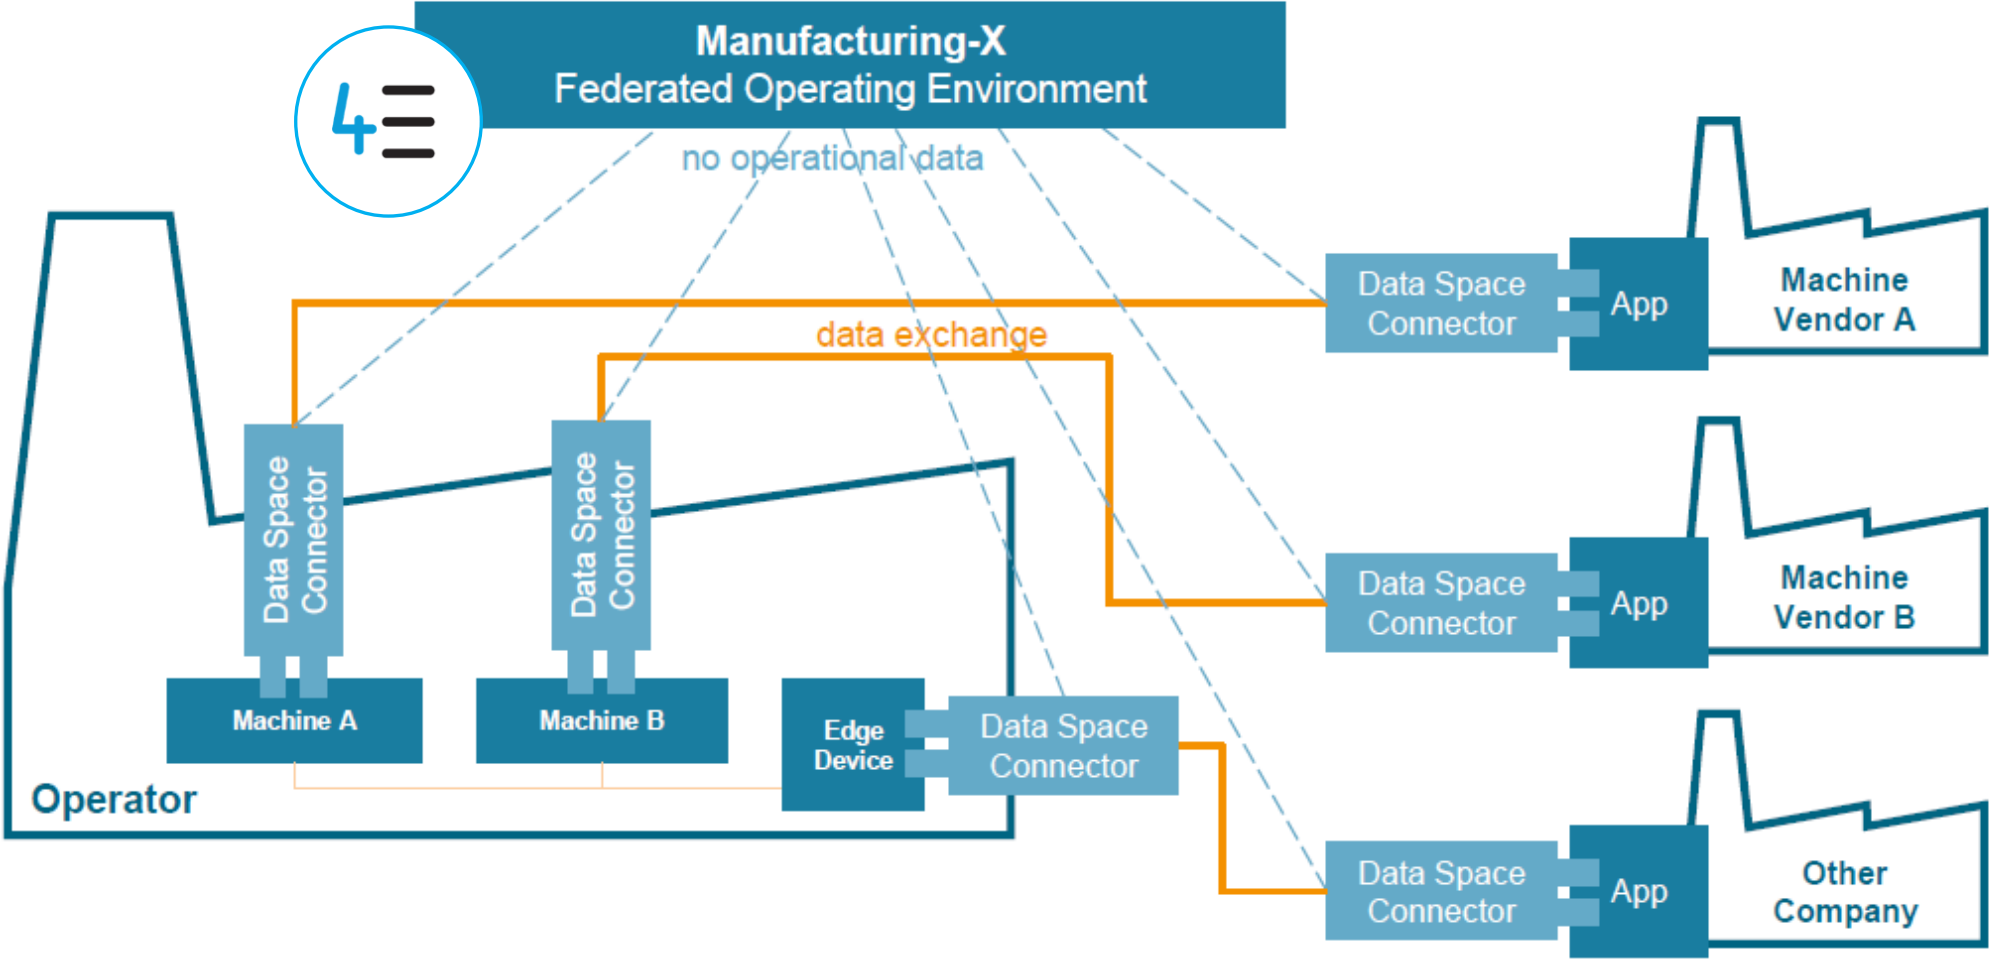 Manufacturing-X
Federated Operating Environment
4
no operational data
data exchange
Data Space
Connector
App
Machine
Vendor A
Data Space
Connector
Data Space
Connector
Data Space
Connector
App
Machine
Vendor B
Machine A
Machine B
Edge
Device
Data Space
Connector
Operator
Data Space
Connector
App
Other
Company